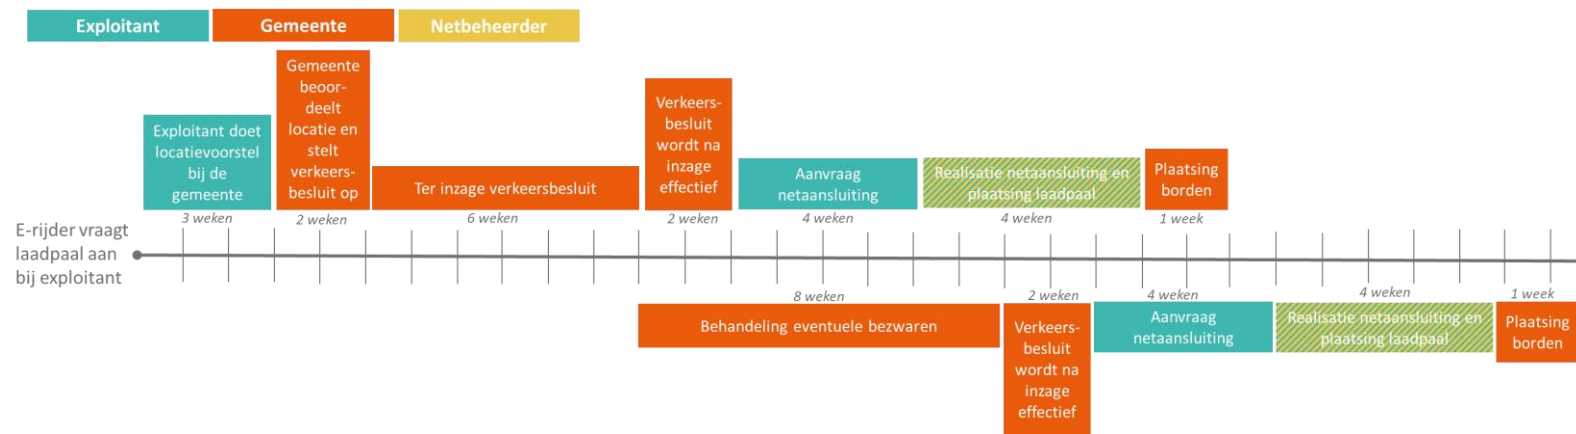 Exploitant
Gemeente
Netbeheerder
Exploitant doet
locatievoorstel
bij de
gemeente
3 weken
Gemeente
beoor-
deelt
locatie en
stelt
verkeers-
besluit op
2 weken
Ter inzage verkeersbesluit
6 weken
Verkeers-
besluit
wordt na
inzage
effectief
2 weken
Aanvraag
netaansluiting
4 weken
Realisatie netaansluiting en
plaatsing laadpaal
4 weken
Plaatsing
borden
1 week
E-rijder vraagt
laadpaal aan
bij exploitant
8 weken
Behandeling eventuele bezwaren
2 weken
Verkeers-
besluit
wordt na
inzage
effectief
4 weken
Aanvraag
netaansluiting
4 weken
Realisatie netaansluiting en
plaatsing laadpaal
1 week
Plaatsing
borden